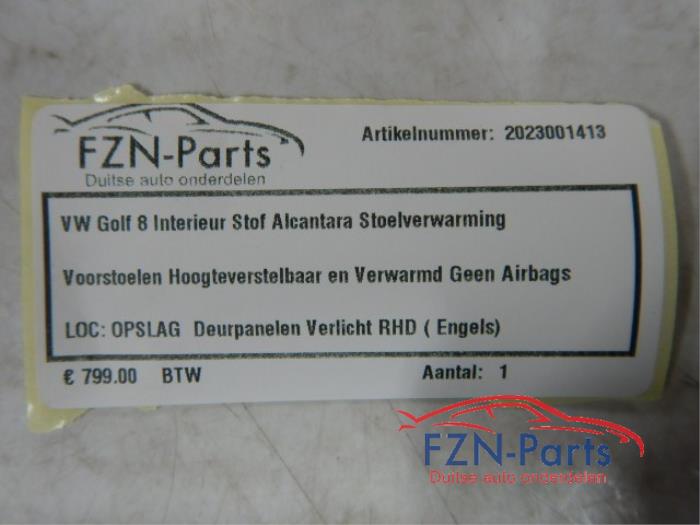 FZN-Parts
Duitse auto onderdelen
Artikelnummer: 2023001413
VW Golf 8 Interieur Stof Alcantara Stoelverwarming
Voorstoelen Hoogteverstelbaar en Verwarmd Geen Airbags
LOC: OPSLAG Deurpanelen Verlicht RHD ( Engels)
€ 799.00 BTW
Aantal: 1
FZN-Parts
Duitse auto onderdelen